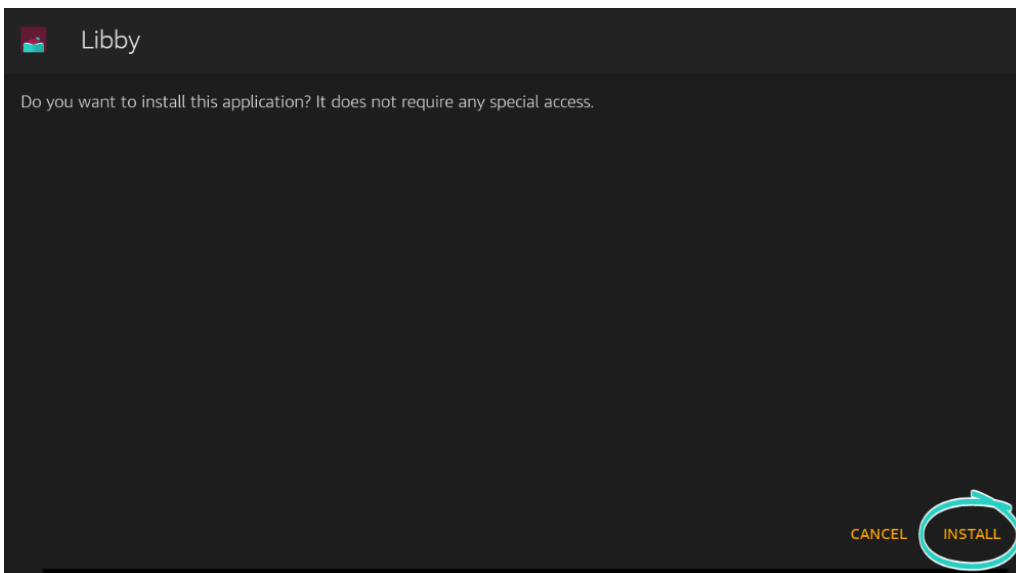 Libby
Do you want to install this application? It does not require any special access.
CANCEL INSTALL